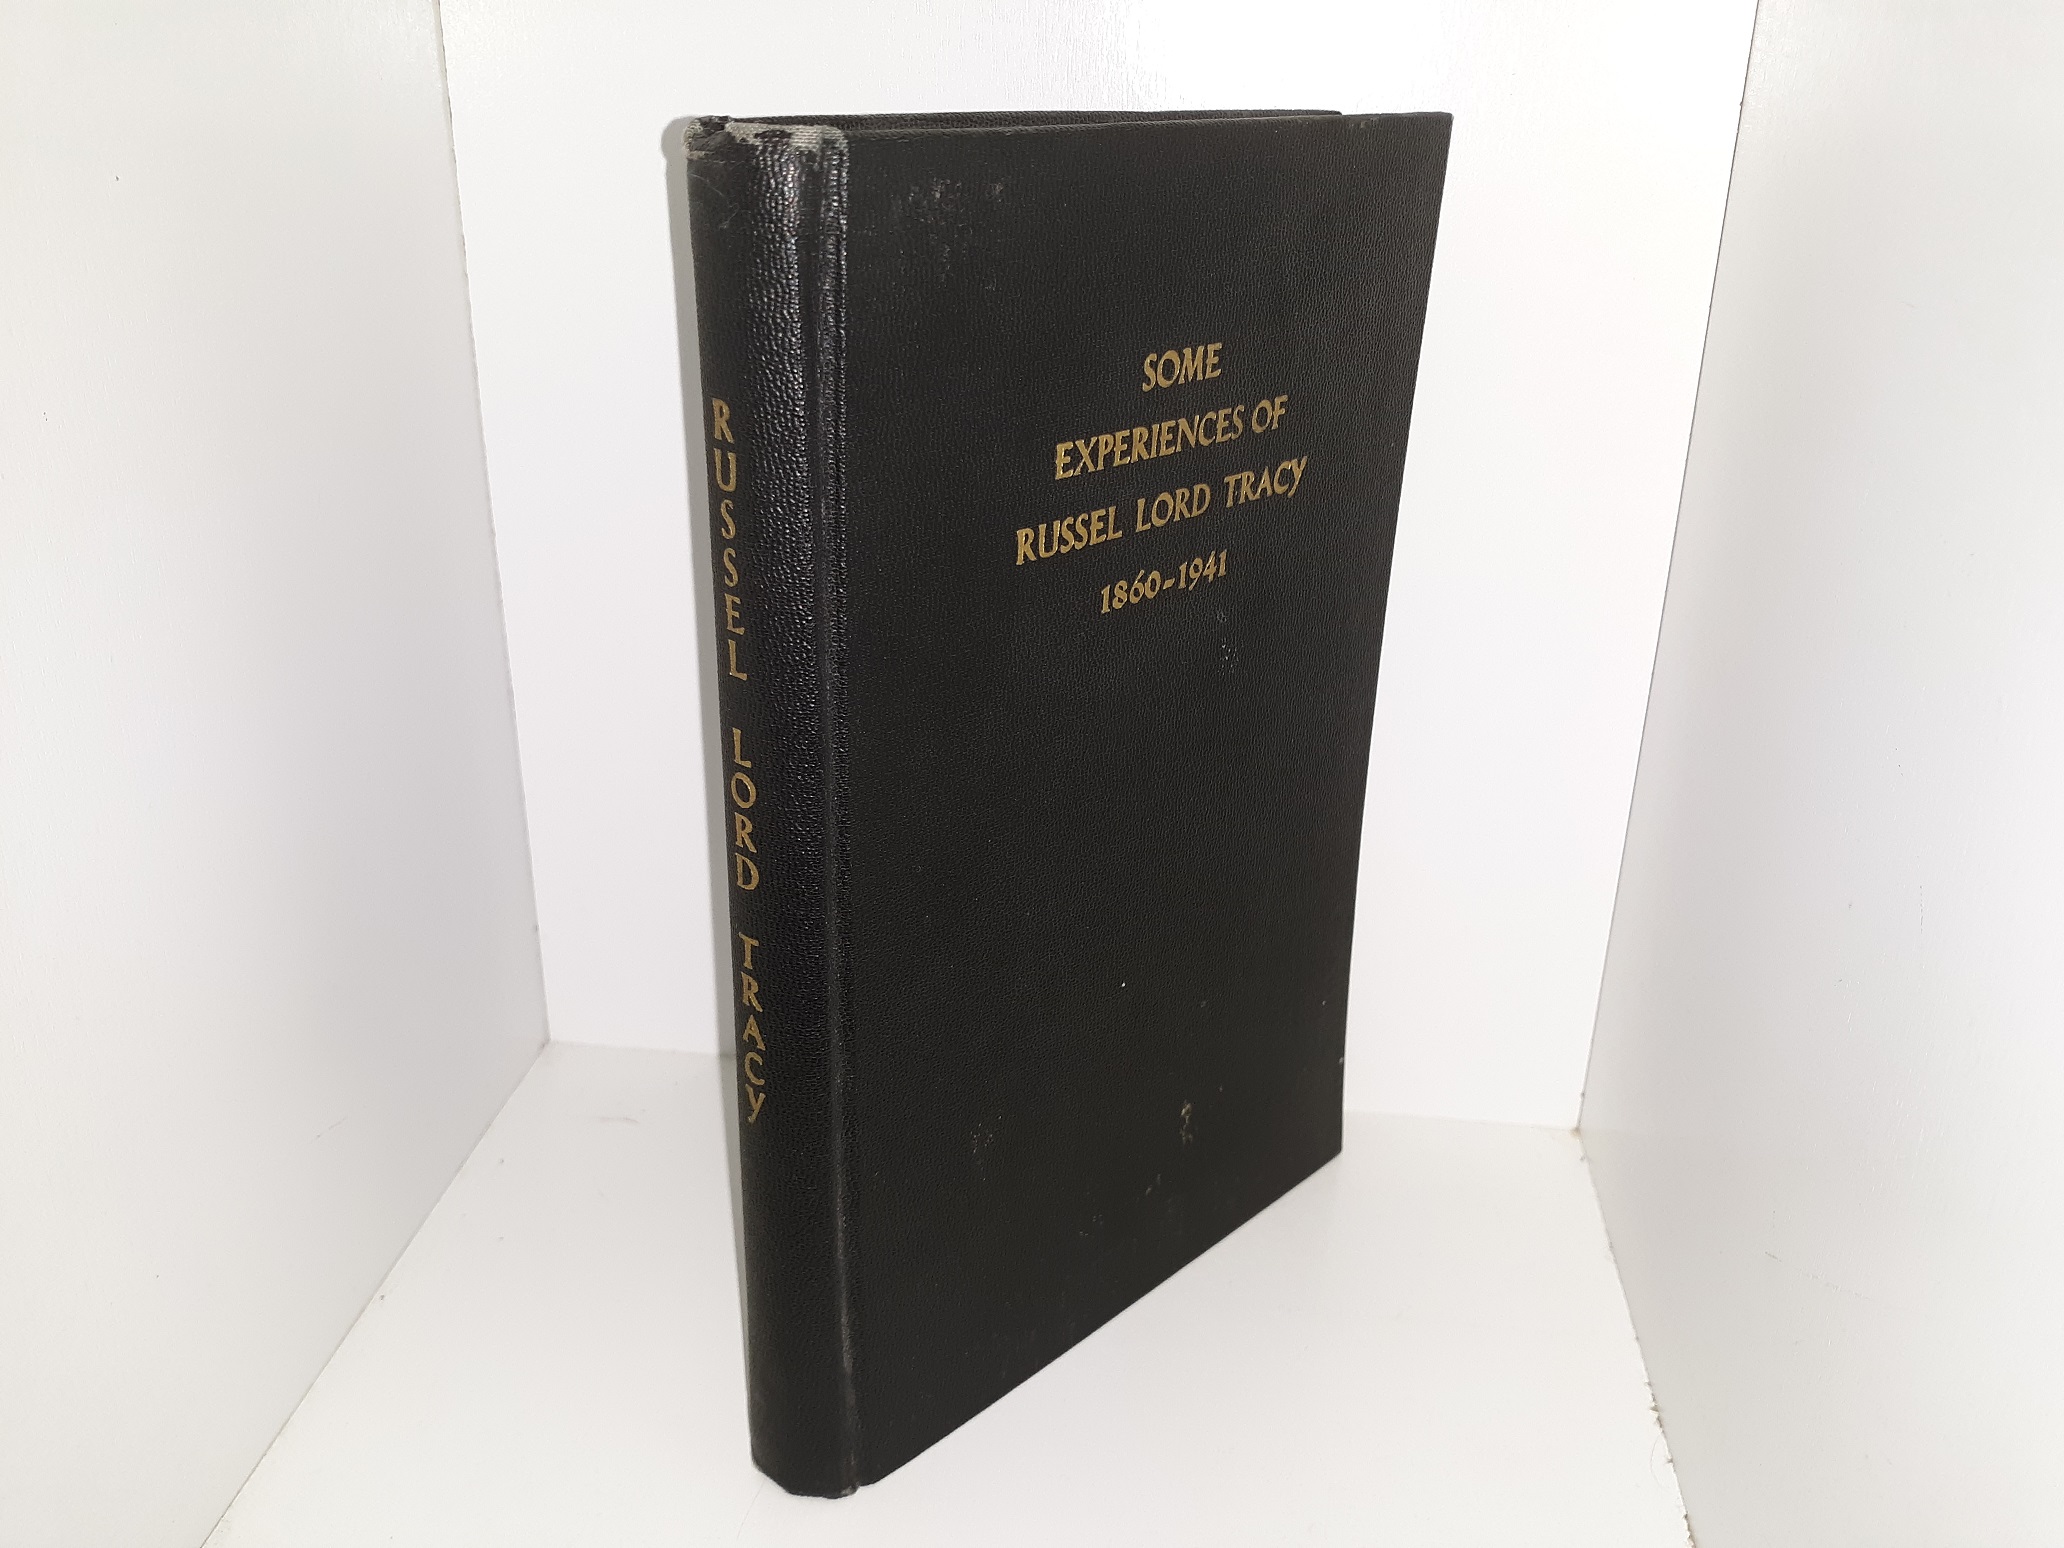 RUSSEL LORD TRACY
SOME
EXPERIENCES OF
RUSSEL LORD TRACY
1860-1941